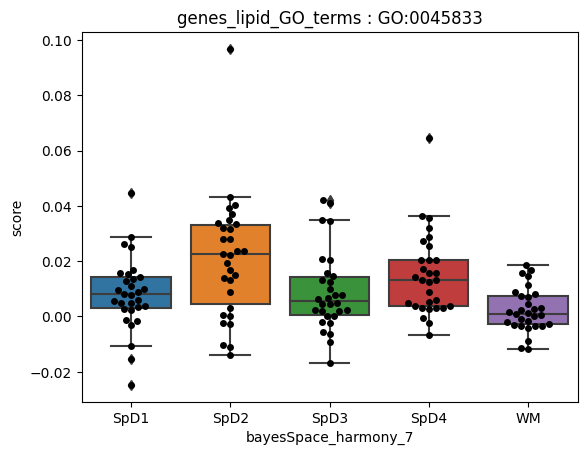 genes_lipid_GO_terms : GO:0045833
0.10
0.08
0.06
0.04
0.02
0.00
−0.02
score
SpD1 SpD2 SpD3 SpD4 WM
bayesSpace_harmony_7